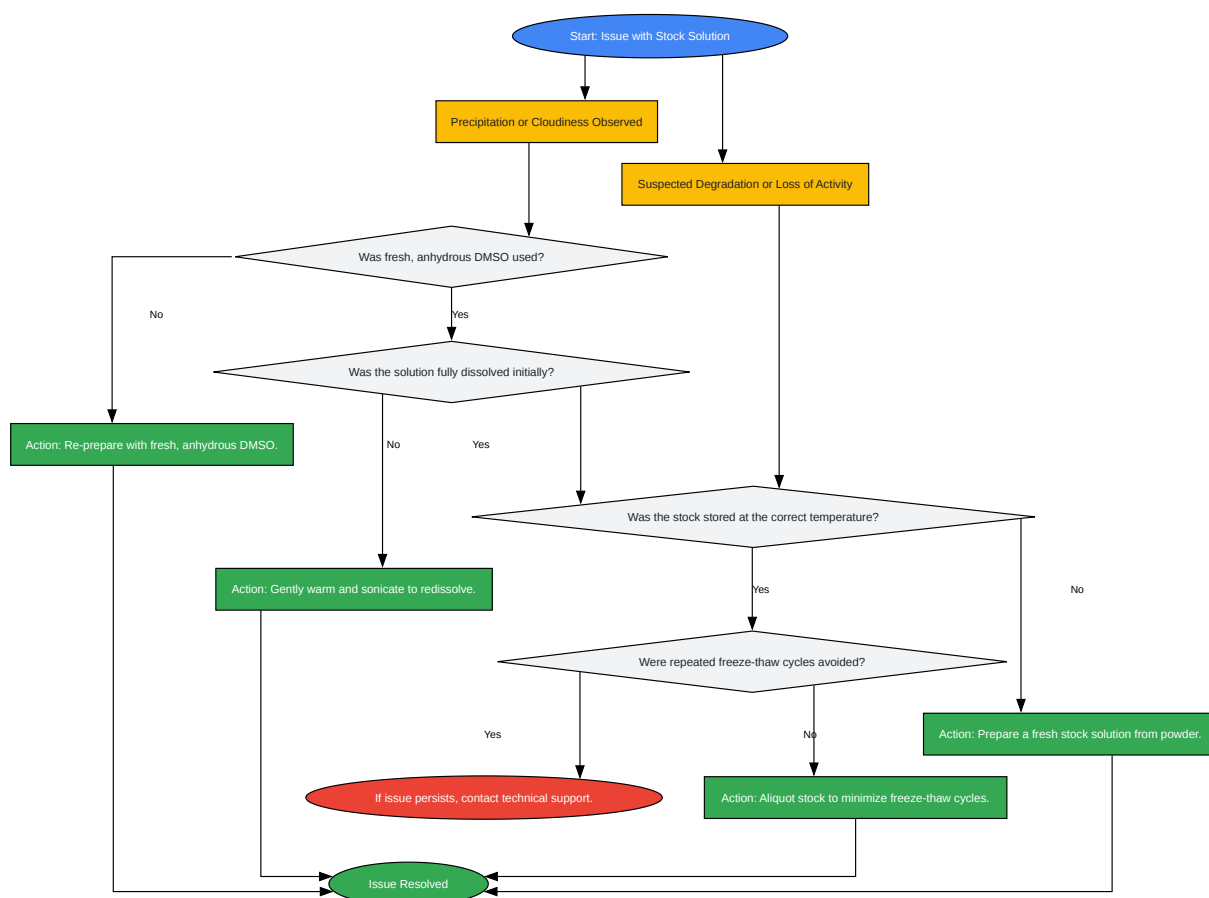 Start: Issue with Stock Solution
Precipitation or Cloudiness Observed
Suspected Degradation or Loss of Activity
Was fresh, anhydrous DMSO used?
No
Yes
Was the solution fully dissolved initially?
Action: Re-prepare with fresh, anhydrous DMSO.
No
Yes
Was the stock stored at the correct temperature?
Action: Gently warm and sonicate to redissolve.
Yes
No
Were repeated freeze-thaw cycles avoided?
Yes
No
Action: Prepare a fresh stock solution from powder.
If issue persists, contact technical support.
Action: Aliquot stock to minimize freeze-thaw cycles.
Issue Resolved